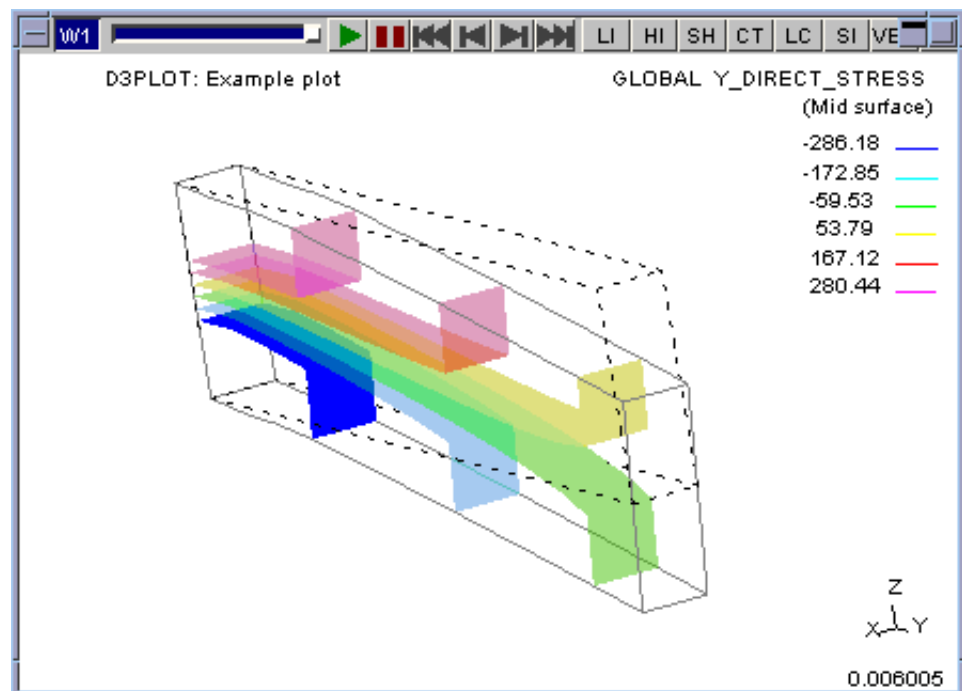 W1 LI HI SH CT LC SI VE
D3PLOT: Example plot
GLOBAL Y_DIRECT_STRESS
(Mid surface)
-286.18
-172.85
-59.53
53.79
167.12
280.44
Z
X Y
0.006005